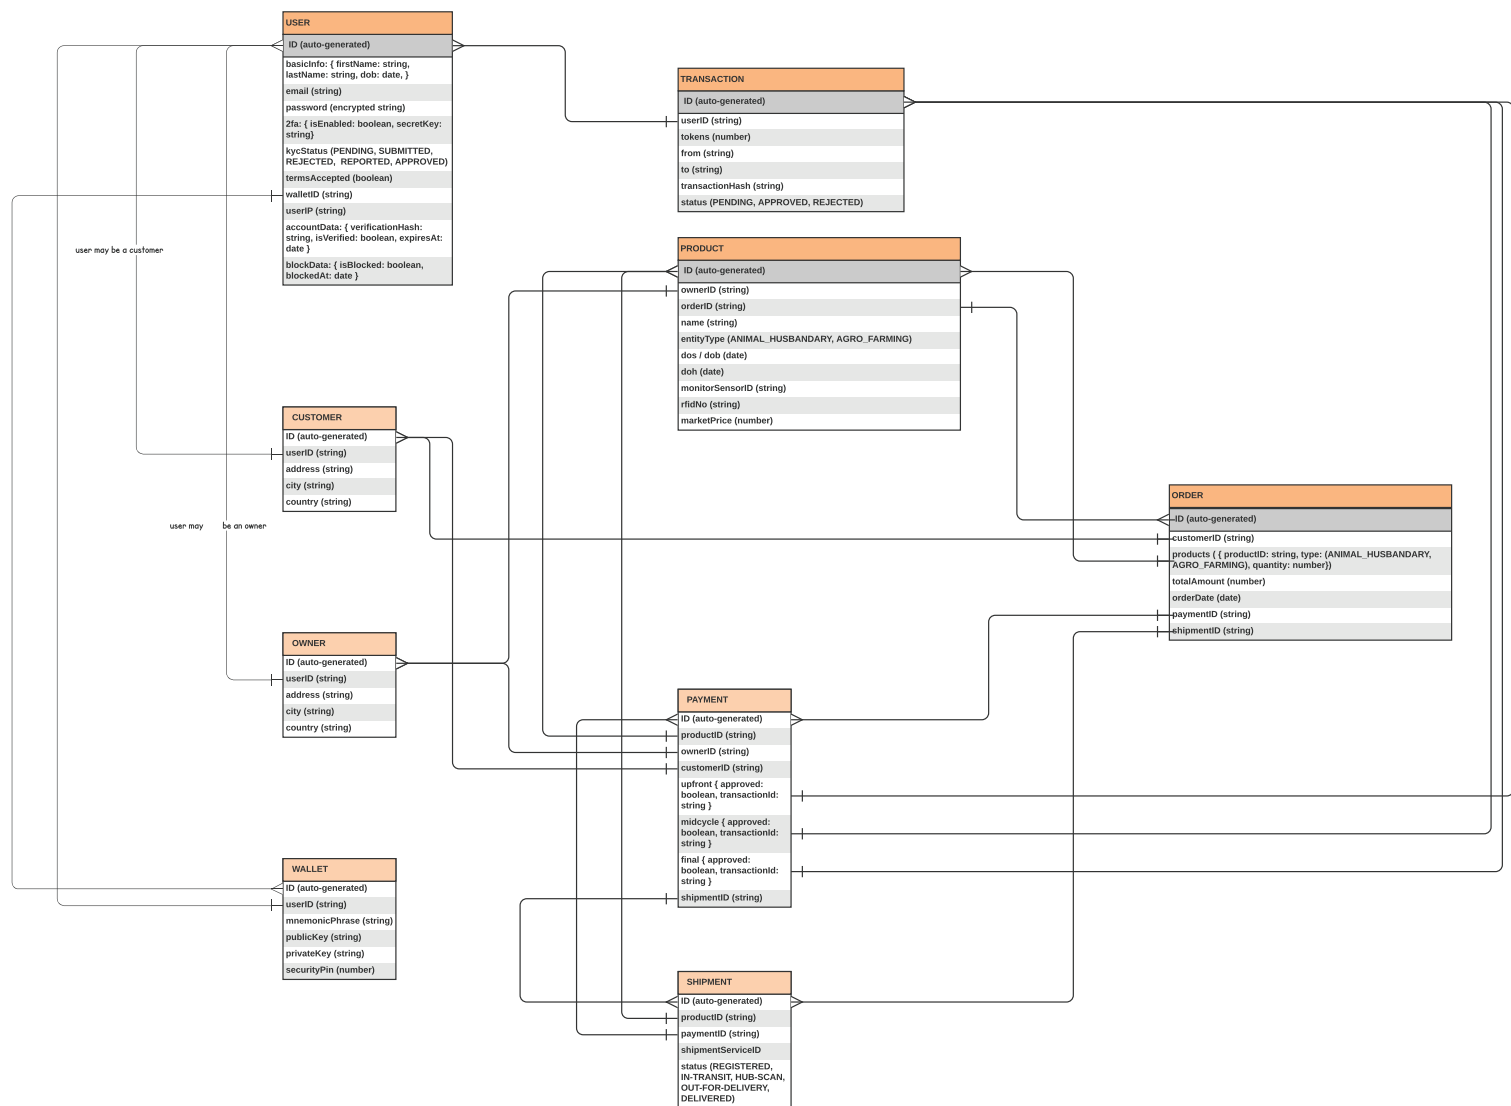 USER
ID (auto-generated)
basicInfo: { firstName: string,
lastName: string, dob: date, }
email (string)
password (encrypted string)
2fa: { isEnabled: boolean, secretKey:
string}
kycStatus (PENDING, SUBMITTED,
REJECTED,  REPORTED, APPROVED)
termsAccepted (boolean)
walletID (string)
userIP (string)
accountData: { verificationHash:
string, isVerified: boolean, expiresAt:
date }
blockData: { isBlocked: boolean,
blockedAt: date }
TRANSACTION
ID (auto-generated)
userID (string)
tokens (number)
from (string)
to (string)
transactionHash (string)
status (PENDING, APPROVED, REJECTED)
PRODUCT
ID (auto-generated)
ownerID (string)
orderID (string)
name (string)
entityType (ANIMAL_HUSBANDARY, AGRO_FARMING)
dos / dob (date)
doh (date)
monitorSensorID (string)
rfidNo (string)
marketPrice (number)
user may be a customer
CUSTOMER
ID (auto-generated)
userID (string)
address (string)
city (string)
country (string)
ORDER
ID (auto-generated)
customerID (string)
products ( { productID: string, type: (ANIMAL_HUSBANDARY,
AGRO_FARMING), quantity: number})
totalAmount (number)
orderDate (date)
paymentID (string)
shipmentID (string)
user may be an owner
OWNER
ID (auto-generated)
userID (string)
address (string)
city (string)
country (string)
PAYMENT
ID (auto-generated)
productID (string)
ownerID (string)
customerID (string)
upfront { approved:
boolean, transactionId:
string }
midcycle { approved:
boolean, transactionId:
string }
final { approved:
boolean, transactionId:
string }
shipmentID (string)
WALLET
ID (auto-generated)
userID (string)
mnemonicPhrase (string)
publicKey (string)
privateKey (string)
securityPin (number)
SHIPMENT
ID (auto-generated)
productID (string)
paymentID (string)
shipmentServiceID
status (REGISTERED,
IN-TRANSIT, HUB-SCAN,
OUT-FOR-DELIVERY,
DELIVERED)